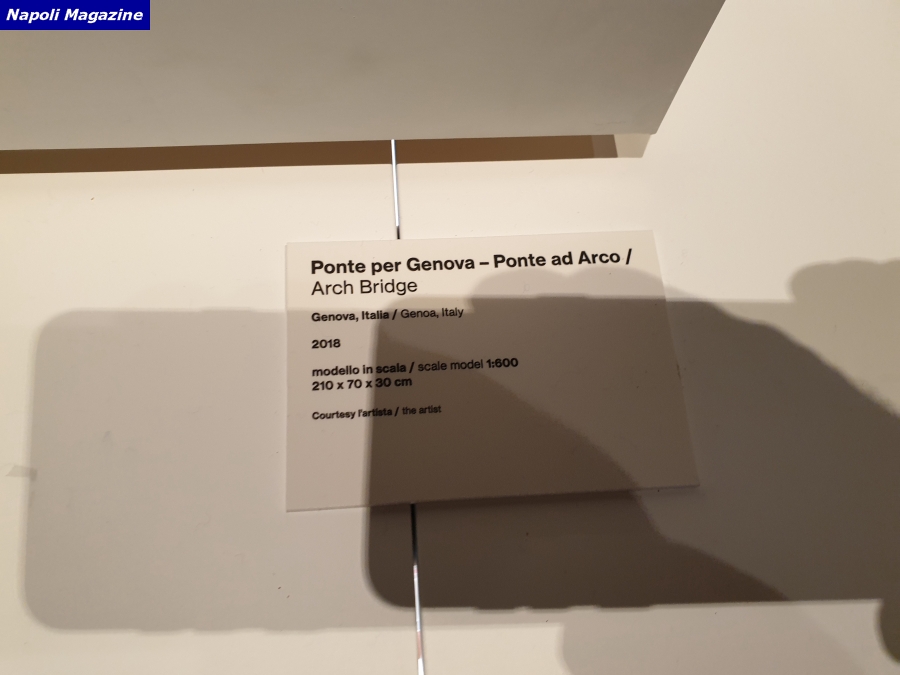 Napoli Magazine
Ponte per Genova – Ponte ad Arco /
Arch Bridge
Genova, Italia / Genoa, Italy
2018
modello in scala / scale model 1:600
210 x 70 x 30 cm
Courtesy l'artista / the artist